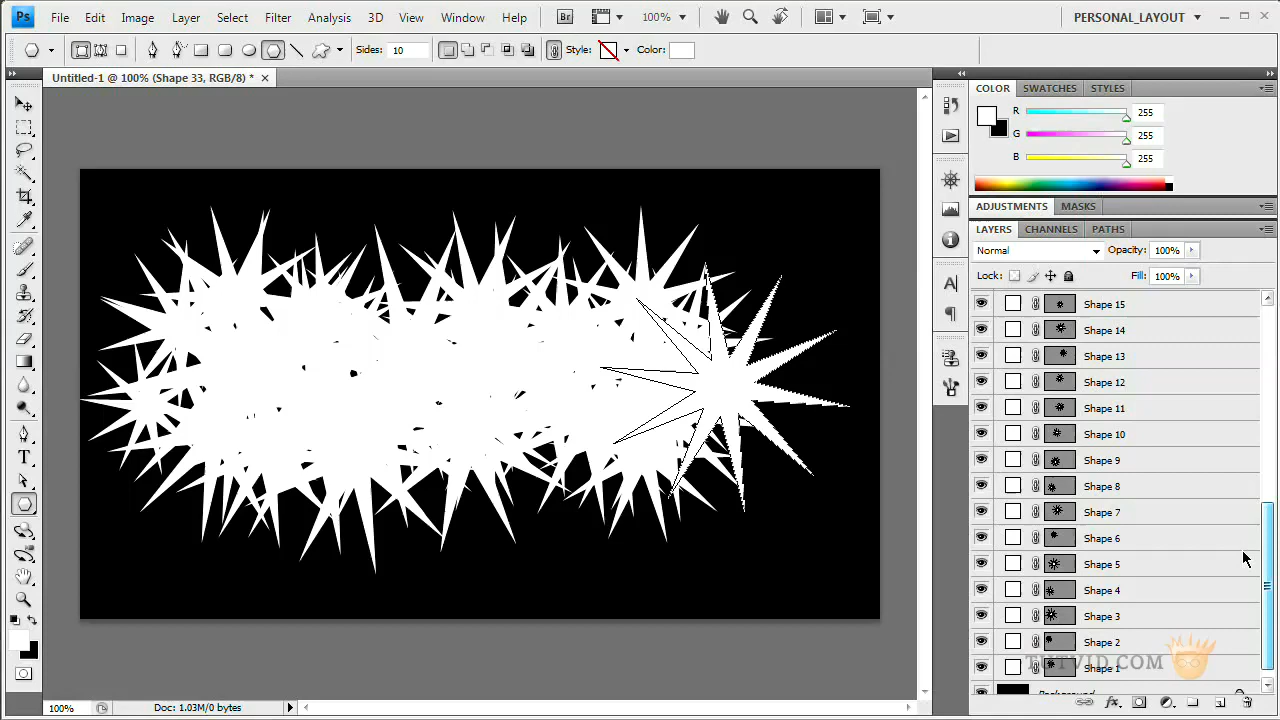 Ps File Edit Image Layer Select Filter Analysis 3D View Window Help Br 100% PERSONAL_LAYOUT
Sides: 10 Style: Color:
Untitled-1 @ 100% (Shape 33, RGB/8) * ×
COLOR SWATCHES STYLES
R 255
G 255
B 255
ADJUSTMENTS MASKS
LAYERS CHANNELS PATHS
Normal Opacity: 100%
Lock: Fill: 100%
Shape 15
Shape 14
Shape 13
Shape 12
Shape 11
Shape 10
Shape 9
Shape 8
Shape 7
Shape 6
Shape 5
Shape 4
Shape 3
Shape 2
Shape 1
TUTVID.COM
Background
100% Doc: 1.03M/0 bytes
fx